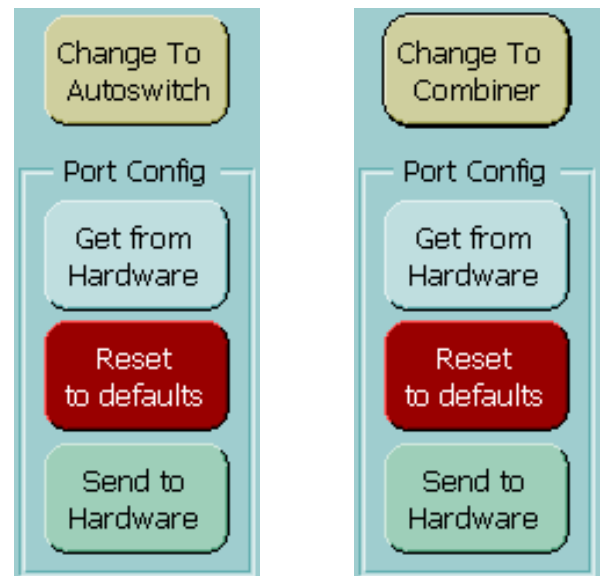 Change To
Autoswitch
Port Config
Get from
Hardware
Reset
to defaults
Send to
Hardware
Change To
Combiner
Port Config
Get from
Hardware
Reset
to defaults
Send to
Hardware